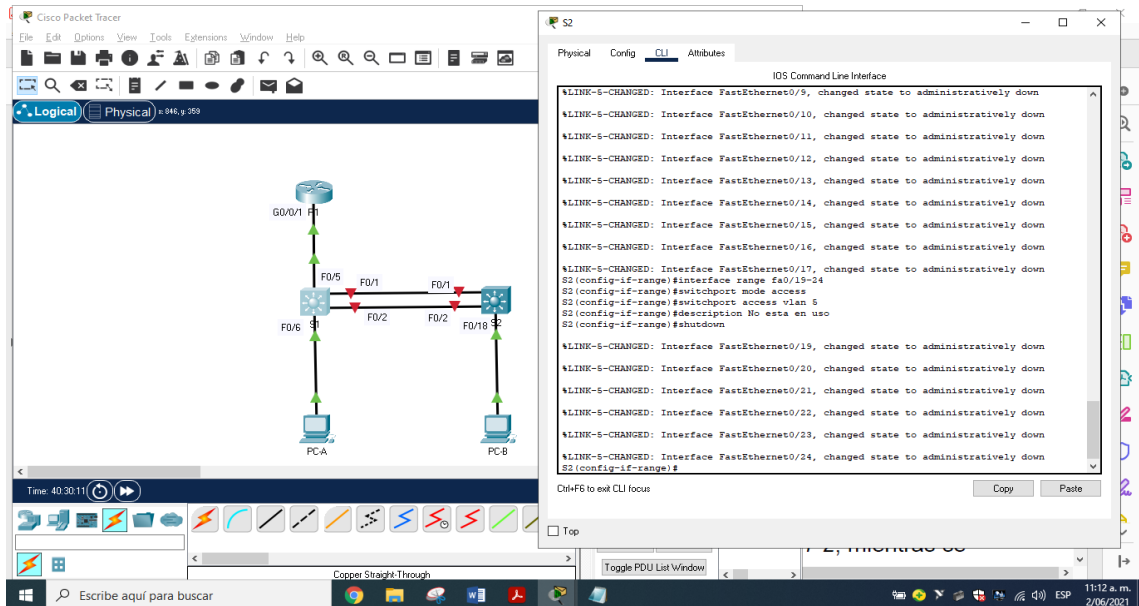 Cisco Packet Tracer
File Edit Options View Tools Extensions Window Help
Logical Physical x: 846, y: 359
G0/0/1 R1
F0/5 F0/1 F0/1
F0/2 F0/2
F0/6 S1 F0/18 S2
PC-A PC-B
Time: 40:30:11
Copper Straight-Through
S2
Physical Config CLI Attributes
IOS Command Line Interface
%LINK-5-CHANGED: Interface FastEthernet0/9, changed state to administratively down
%LINK-5-CHANGED: Interface FastEthernet0/10, changed state to administratively down
%LINK-5-CHANGED: Interface FastEthernet0/11, changed state to administratively down
%LINK-5-CHANGED: Interface FastEthernet0/12, changed state to administratively down
%LINK-5-CHANGED: Interface FastEthernet0/13, changed state to administratively down
%LINK-5-CHANGED: Interface FastEthernet0/14, changed state to administratively down
%LINK-5-CHANGED: Interface FastEthernet0/15, changed state to administratively down
%LINK-5-CHANGED: Interface FastEthernet0/16, changed state to administratively down
%LINK-5-CHANGED: Interface FastEthernet0/17, changed state to administratively down
S2(config-if-range)#interface range fa0/19-24
S2(config-if-range)#switchport mode access
S2(config-if-range)#switchport access vlan 5
S2(config-if-range)#description No esta en uso
S2(config-if-range)#shutdown
%LINK-5-CHANGED: Interface FastEthernet0/19, changed state to administratively down
%LINK-5-CHANGED: Interface FastEthernet0/20, changed state to administratively down
%LINK-5-CHANGED: Interface FastEthernet0/21, changed state to administratively down
%LINK-5-CHANGED: Interface FastEthernet0/22, changed state to administratively down
%LINK-5-CHANGED: Interface FastEthernet0/23, changed state to administratively down
%LINK-5-CHANGED: Interface FastEthernet0/24, changed state to administratively down
S2(config-if-range)#
Ctrl+F6 to exit CLI focus Copy Paste
Top
Toggle PDU List Window
Escribe aquí para buscar
ESP 11:12 a. m.
2/06/2021